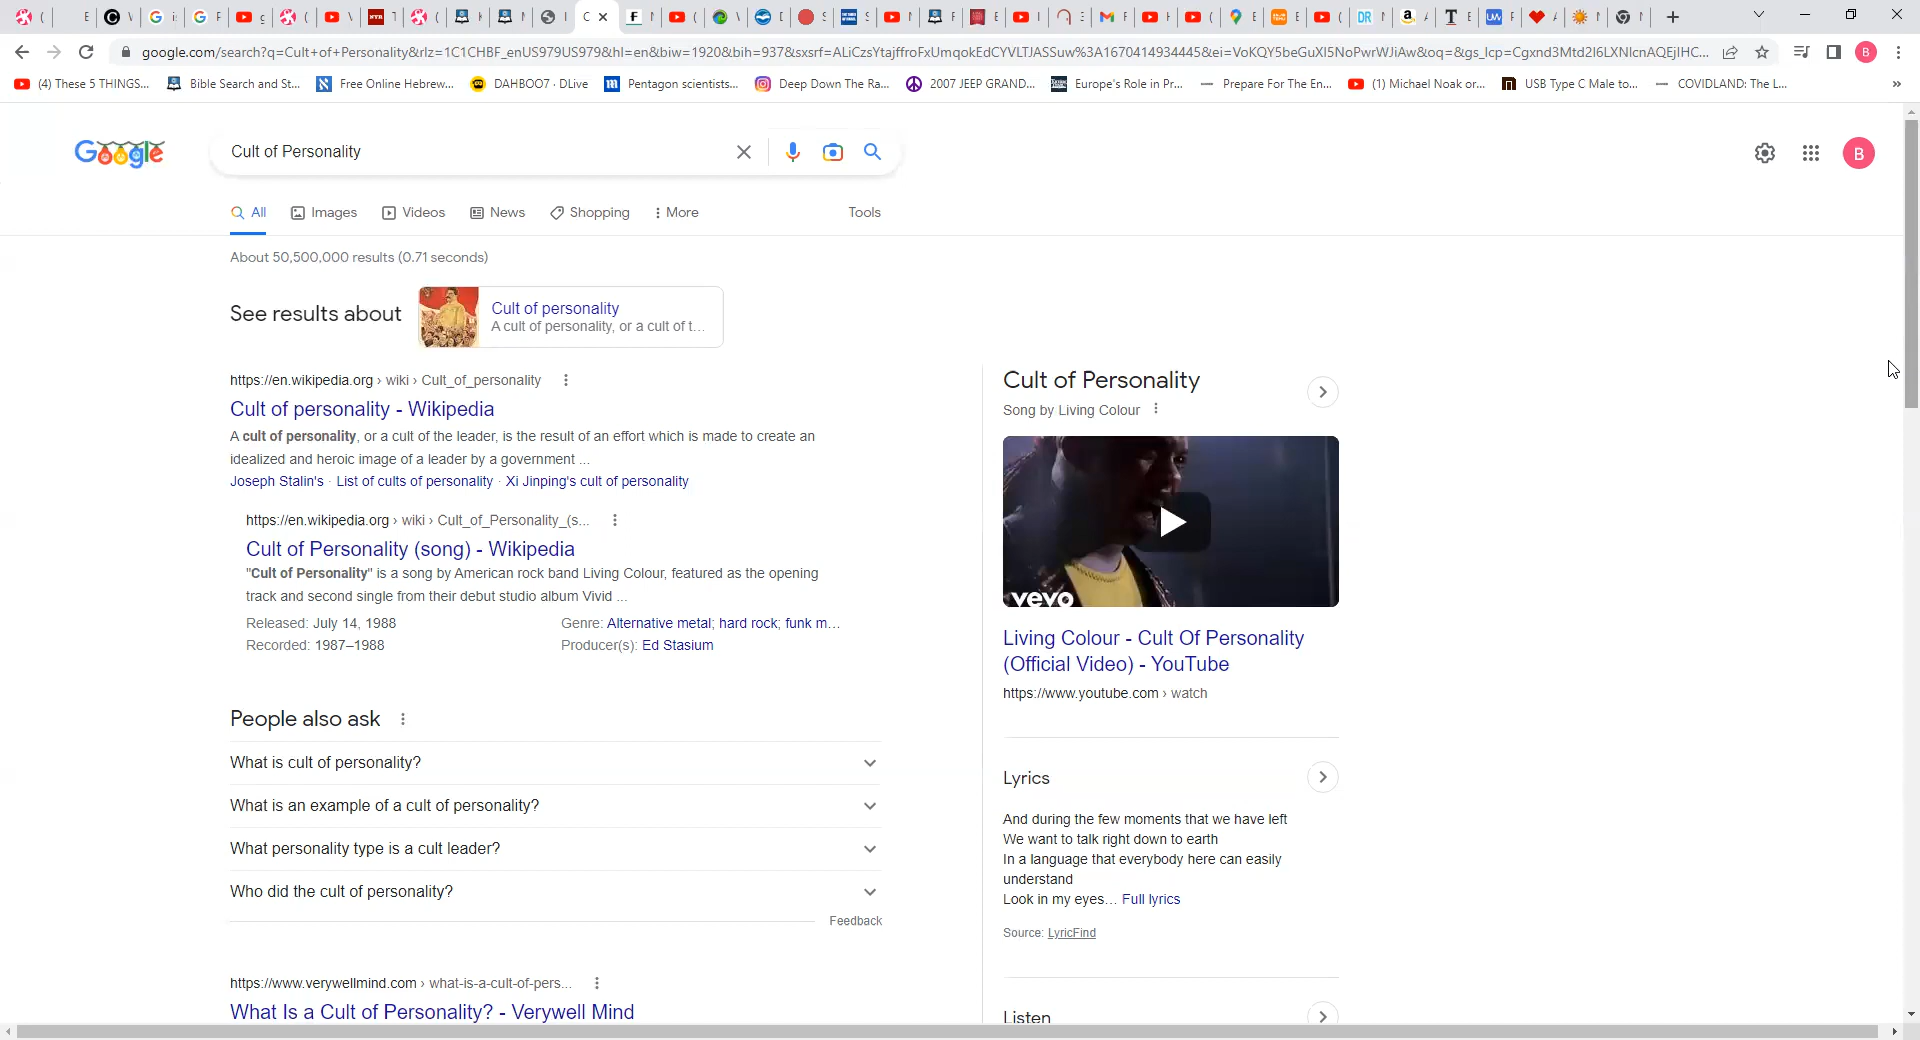 google.com/search?q=Cult+of+Personality&rlz=1C1CHBF_enUS979US979&hl=en&biw=1920&bih=937&sxsrf=ALiCzsYtajffroFxUmqokEdCYVLTJASSuw%3A1670414934445&ei=VoKQY5beGuXl5NoPwrWJiAw&oq=&gs_lcp=Cgxnd3Mtd2l6LXNlcnAQEjIHC...
B
(4) These 5 THINGS...
Bible Search and St...
Free Online Hebrew...
DAHBOO7 · DLive
Pentagon scientists...
Deep Down The Ra...
2007 JEEP GRAND...
Europe's Role in Pr...
Prepare For The En...
(1) Michael Noak or...
USB Type C Male to...
COVIDLAND: The L...
Google
Cult of Personality
B
All
Images
Videos
News
Shopping
More
Tools
About 50,500,000 results (0.71 seconds)
See results about
Cult of personality
A cult of personality, or a cult of t...
https://en.wikipedia.org › wiki › Cult_of_personality
Cult of personality - Wikipedia
A cult of personality, or a cult of the leader, is the result of an effort which is made to create an
idealized and heroic image of a leader by a government ...
Joseph Stalin's · List of cults of personality · Xi Jinping's cult of personality
https://en.wikipedia.org › wiki › Cult_of_Personality_(s...
Cult of Personality (song) - Wikipedia
"Cult of Personality" is a song by American rock band Living Colour, featured as the opening
track and second single from their debut studio album Vivid ...
Released: July 14, 1988
Genre: Alternative metal; hard rock; funk m...
Recorded: 1987–1988
Producer(s): Ed Stasium
People also ask
What is cult of personality?
What is an example of a cult of personality?
What personality type is a cult leader?
Who did the cult of personality?
Feedback
https://www.verywellmind.com › what-is-a-cult-of-pers...
What Is a Cult of Personality? - Verywell Mind
Cult of Personality
Song by Living Colour
vevo
Living Colour - Cult Of Personality
(Official Video) - YouTube
https://www.youtube.com › watch
Lyrics
And during the few moments that we have left
We want to talk right down to earth
In a language that everybody here can easily
understand
Look in my eyes... Full lyrics
Source: LyricFind
Listen